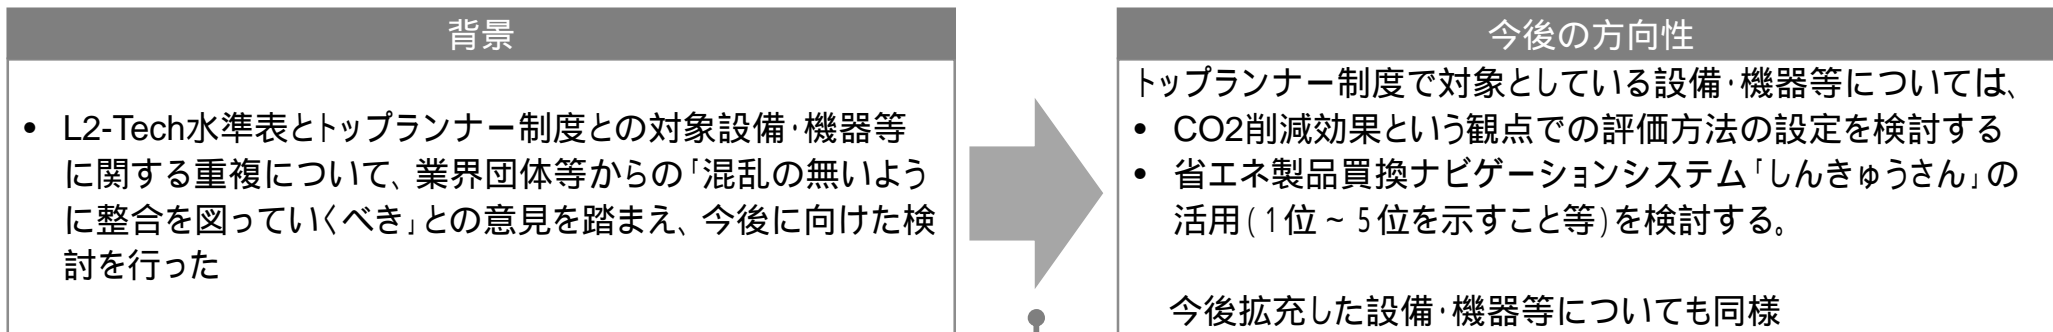 背景
• L2-Tech水準表とトップランナー制度との対象設備・機器等
に関する重複について、業界団体等からの「混乱の無いよう
に整合を図っていくべき」との意見を踏まえ、今後に向けた検
討を行った
今後の方向性
トップランナー制度で対象としている設備・機器等については、
• CO2削減効果という観点での評価方法の設定を検討する
• 省エネ製品買換ナビゲーションシステム「しんきゅうさん」の
活用(1位~5位を示すこと等)を検討する。
今後拡充した設備・機器等についても同様